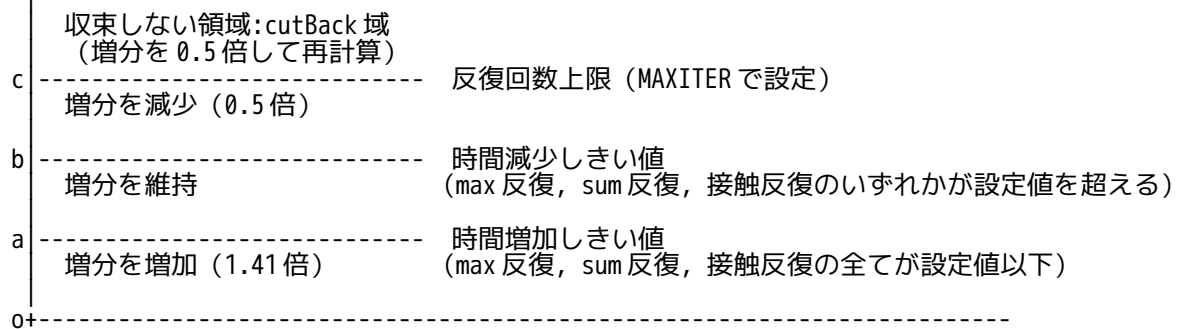 収束しない領域:cutBack域
(増分を0.5倍して再計算)
c ---------------------------- 反復回数上限 (MAXITERで設定)
増分を減少 (0.5倍)
b ---------------------------- 時間減少しきい値
増分を維持 (max反復, sum反復, 接触反復のいずれかが設定値を超える)
a ---------------------------- 時間増加しきい値
増分を増加 (1.41倍) (max反復, sum反復, 接触反復の全てが設定値以下)
o+----------------------------------------------------------------------